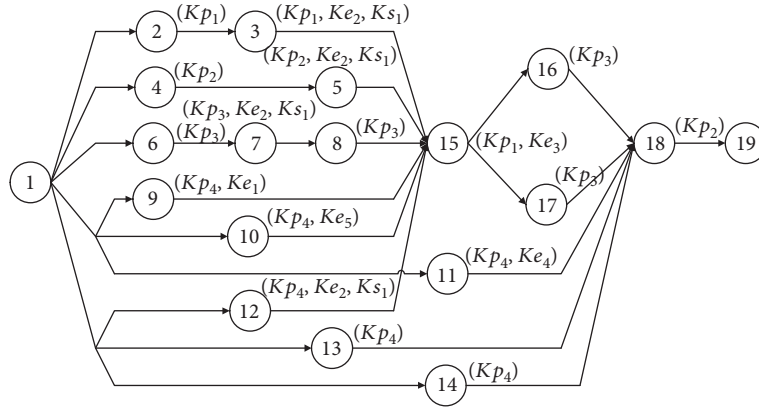 (Kp₁) (Kp₁, Ke₂, Ks₁)
2 3
(Kp₂, Ke₂, Ks₁)
(Kp₂) 16 (Kp₃)
4 5
(Kp₃, Ke₂, Ks₁)
(Kp₃) (Kp₃) (Kp₂)
6 7 8 15 (Kp₁, Ke₃) 18 19
1 (Kp₄, Ke₁) (Kp₃)
9 17
(Kp₄, Ke₅)
10
(Kp₄, Ke₄)
11
(Kp₄, Ke₂, Ks₁)
12
(Kp₄)
13
(Kp₄)
14